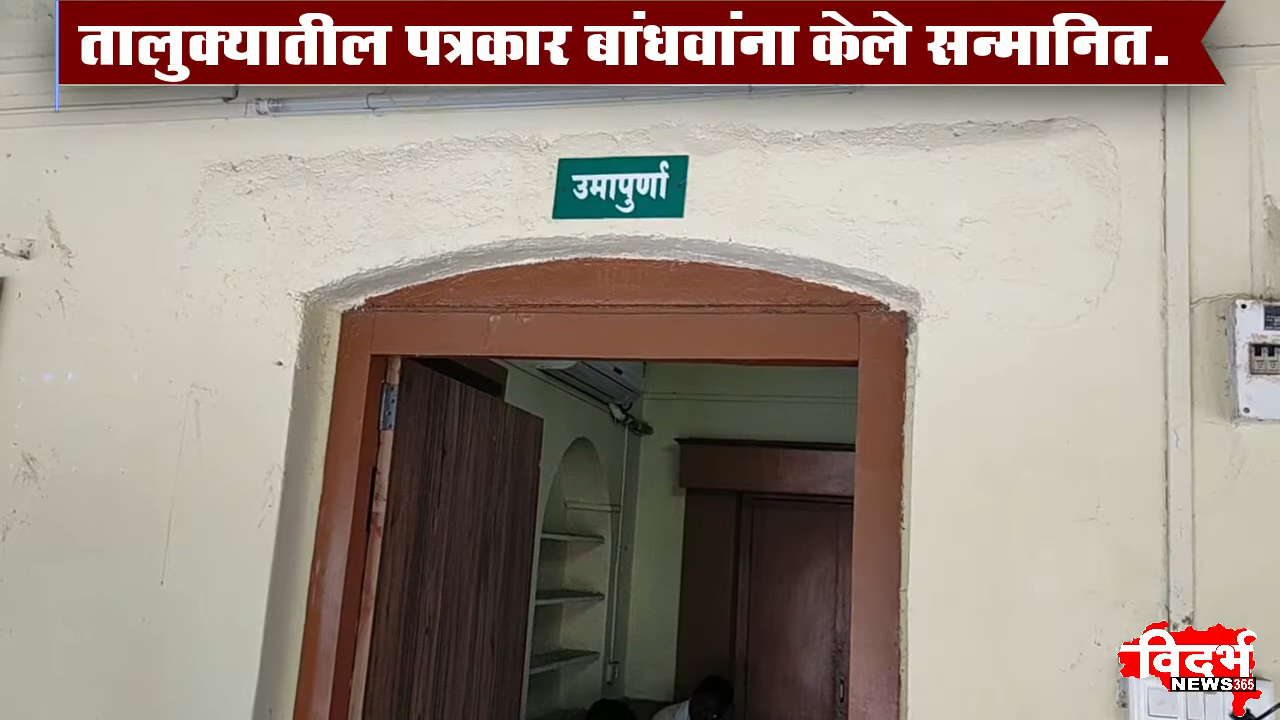 तालुक्यातील पत्रकार बांधवांना केले सन्मानित.
उमापुर्णा
विदर्भ
NEWS365